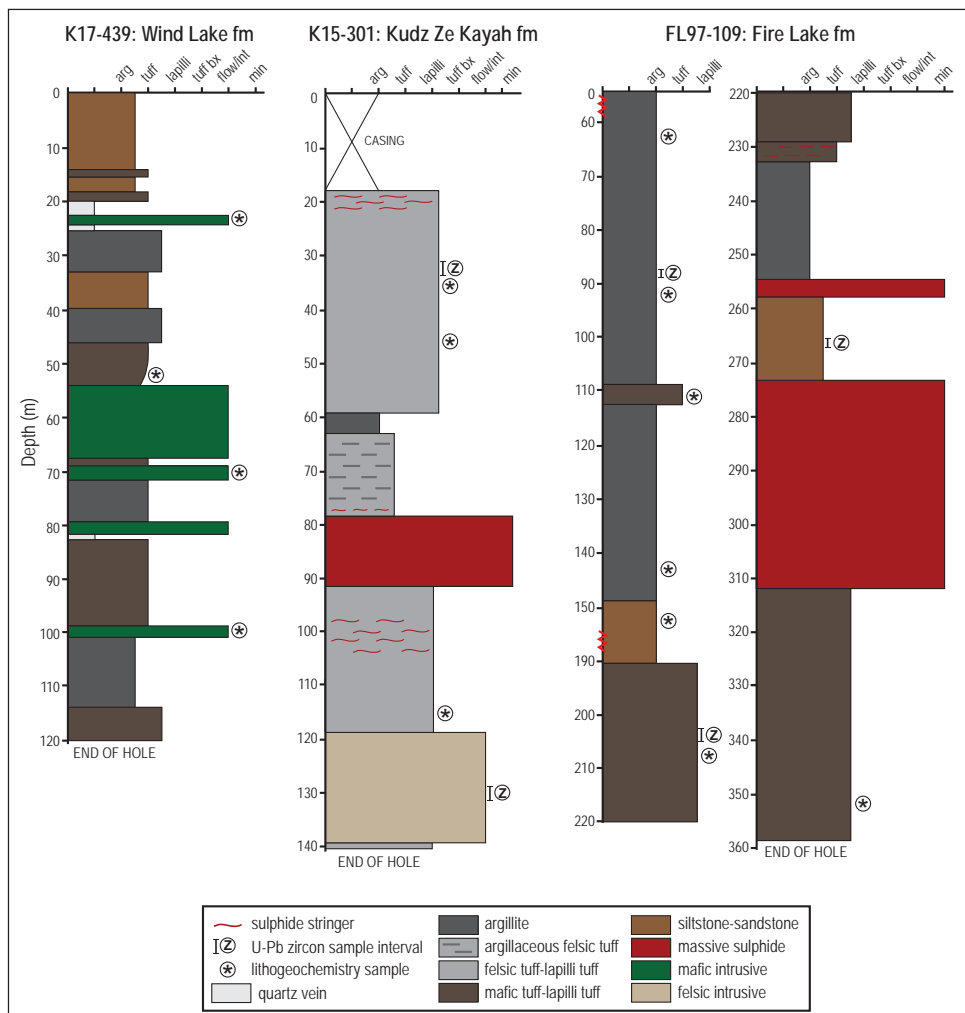 K17-439: Wind Lake fm
arg tuff lapilli tuff bx flow/int min
Depth (m)
0
10
20
30
40
50
60
70
80
90
100
110
120
END OF HOLE
K15-301: Kudz Ze Kayah fm
arg tuff lapilli tuff bx flow/int min
CASING
0
10
20
30
40
50
60
70
80
90
100
110
120
130
140
Z
Z
END OF HOLE
FL97-109: Fire Lake fm
arg tuff lapilli
0
60
70
80
90
100
110
120
130
140
150
190
200
210
220
Z
Z
arg tuff lapilli tuff bx flow/int min
220
230
240
250
260
270
280
290
300
310
320
330
340
350
360
Z
END OF HOLE
sulphide stringer
Z U-Pb zircon sample interval
lithogeochemistry sample
quartz vein
argillite
argillaceous felsic tuff
felsic tuff-lapilli tuff
mafic tuff-lapilli tuff
siltstone-sandstone
massive sulphide
mafic intrusive
felsic intrusive